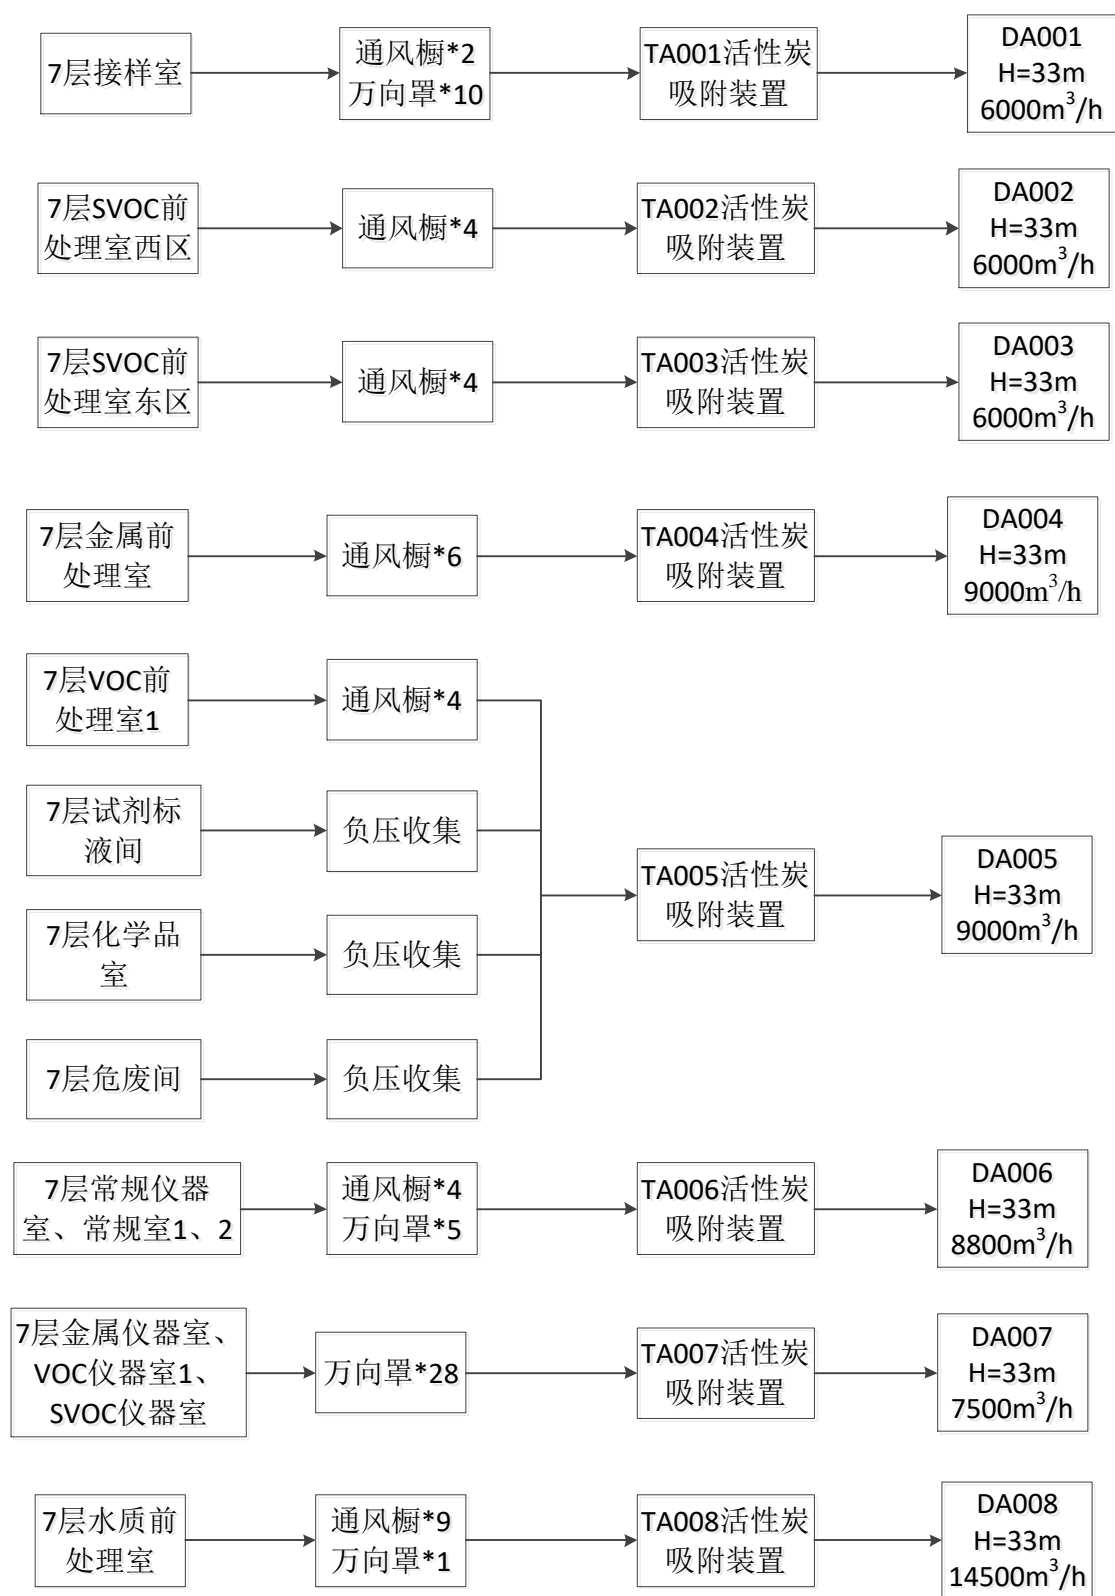 7层接样室
通风橱*2
万向罩*10
TA001活性炭
吸附装置
DA001
H=33m
6000m³/h
7层SVOC前
处理室西区
通风橱*4
TA002活性炭
吸附装置
DA002
H=33m
6000m³/h
7层SVOC前
处理室东区
通风橱*4
TA003活性炭
吸附装置
DA003
H=33m
6000m³/h
7层金属前
处理室
通风橱*6
TA004活性炭
吸附装置
DA004
H=33m
9000m³/h
7层VOC前
处理室1
通风橱*4
7层试剂标
液间
负压收集
7层化学品
室
负压收集
7层危废间
负压收集
TA005活性炭
吸附装置
DA005
H=33m
9000m³/h
7层常规仪器
室、常规室1、2
通风橱*4
万向罩*5
TA006活性炭
吸附装置
DA006
H=33m
8800m³/h
7层金属仪器室、
VOC仪器室1、
SVOC仪器室
万向罩*28
TA007活性炭
吸附装置
DA007
H=33m
7500m³/h
7层水质前
处理室
通风橱*9
万向罩*1
TA008活性炭
吸附装置
DA008
H=33m
14500m³/h